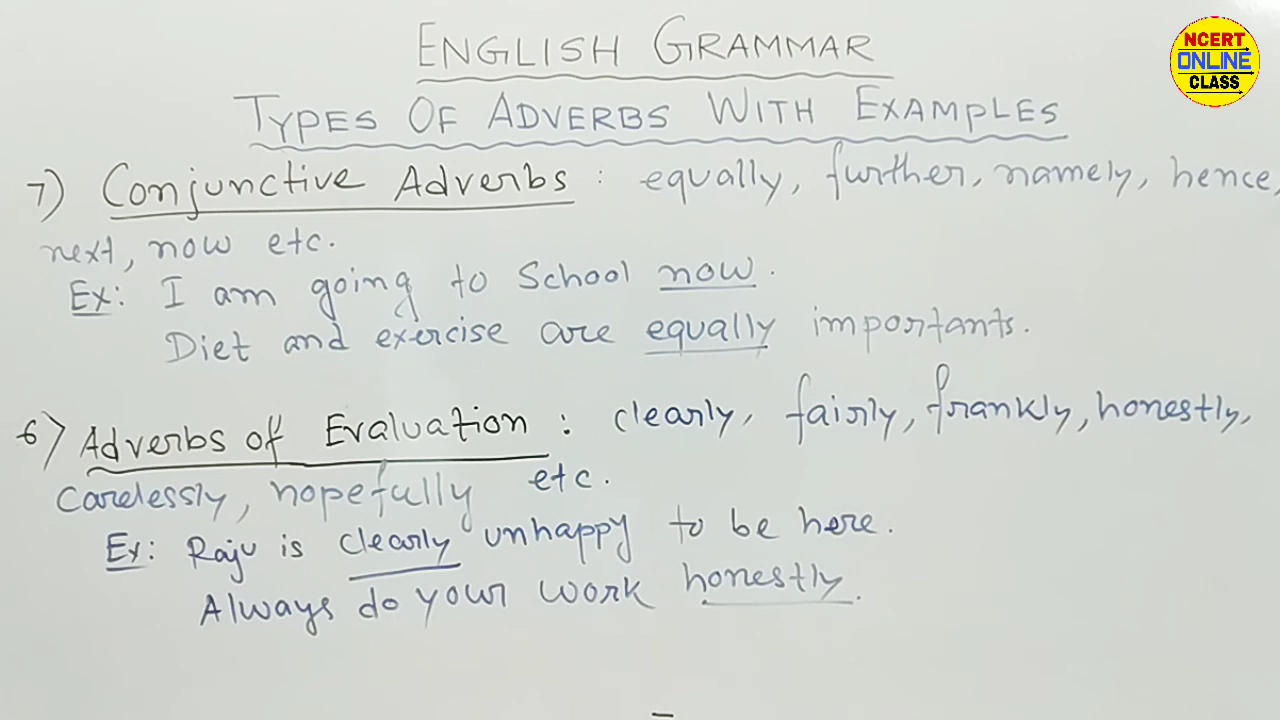 ENGLISH GRAMMAR
NCERT
ONLINE
CLASS
TYPES OF ADVERBS WITH EXAMPLES
7) Conjunctive Adverbs : equally, further, namely, hence,
next, now etc.
Ex: I am going to School now.
Diet and exercise are equally importants.
6) Adverbs of Evaluation : clearly, fairly, frankly, honestly,
Carelessly, hopefully etc.
Ex: Raju is clearly unhappy to be here.
Always do your work honestly.